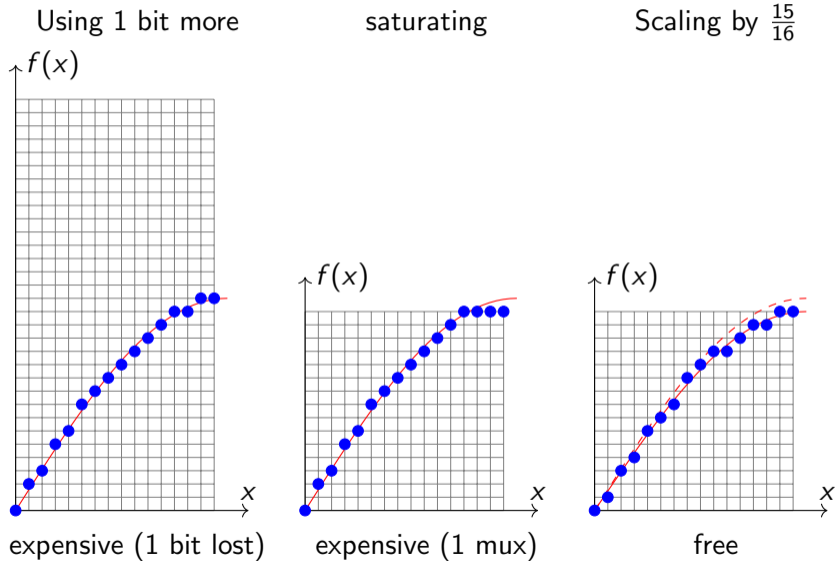 Using 1 bit more
f(x)
x
expensive (1 bit lost)
saturating
f(x)
x
expensive (1 mux)
Scaling by 15/16
f(x)
x
free